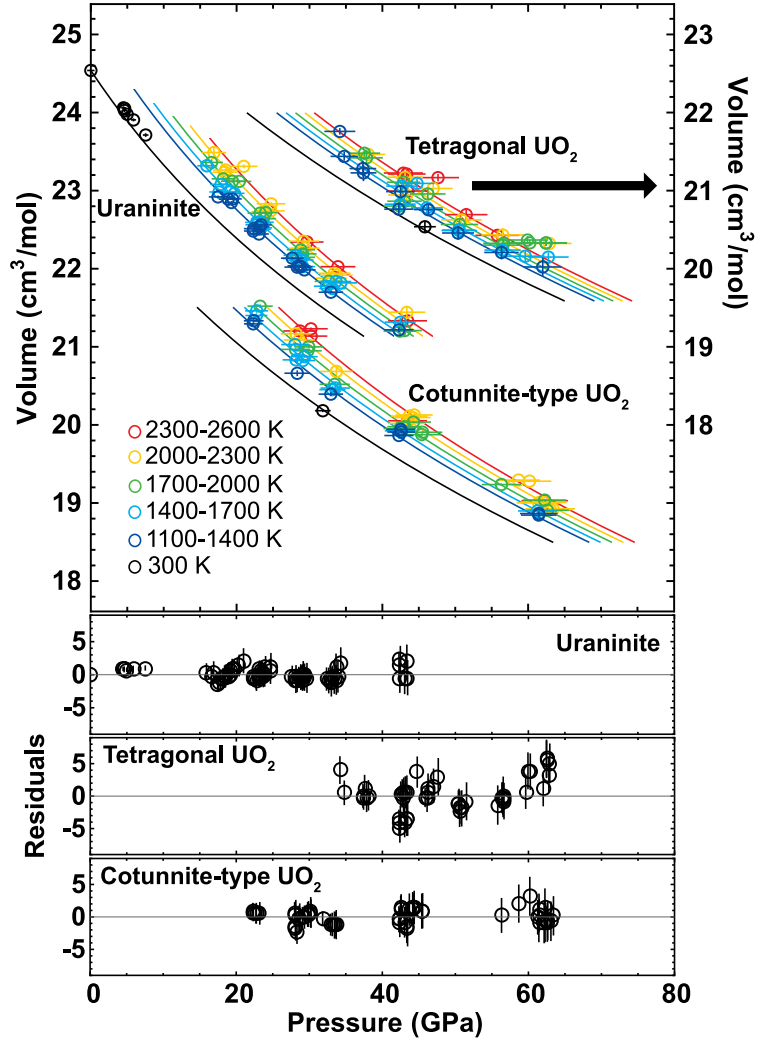 25
24
23
22
21
20
19
18
Volume (cm³/mol)
23
22
21
20
19
18
Volume (cm³/mol)
Uraninite
Tetragonal UO₂
Cotunnite-type UO₂
2300-2600 K
2000-2300 K
1700-2000 K
1400-1700 K
1100-1400 K
300 K
Residuals
5
0
-5
Uraninite
5
0
-5
Tetragonal UO₂
5
0
-5
Cotunnite-type UO₂
0
20
40
60
80
Pressure (GPa)